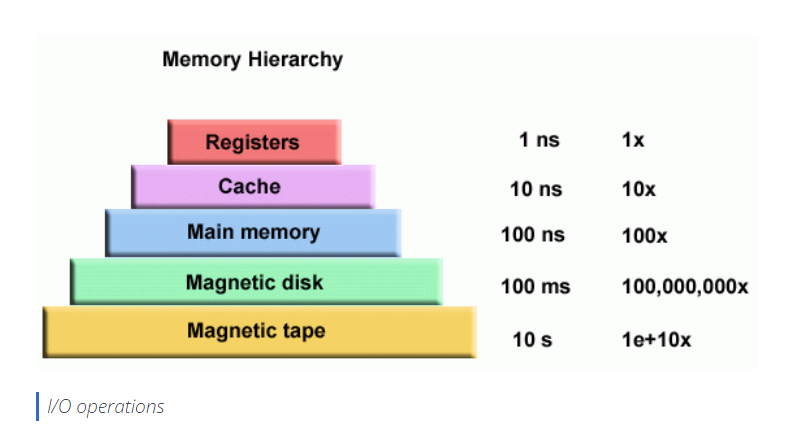 Memory Hierarchy
Registers 1 ns 1x
Cache 10 ns 10x
Main memory 100 ns 100x
Magnetic disk 100 ms 100,000,000x
Magnetic tape 10 s 1e+10x
I/O operations